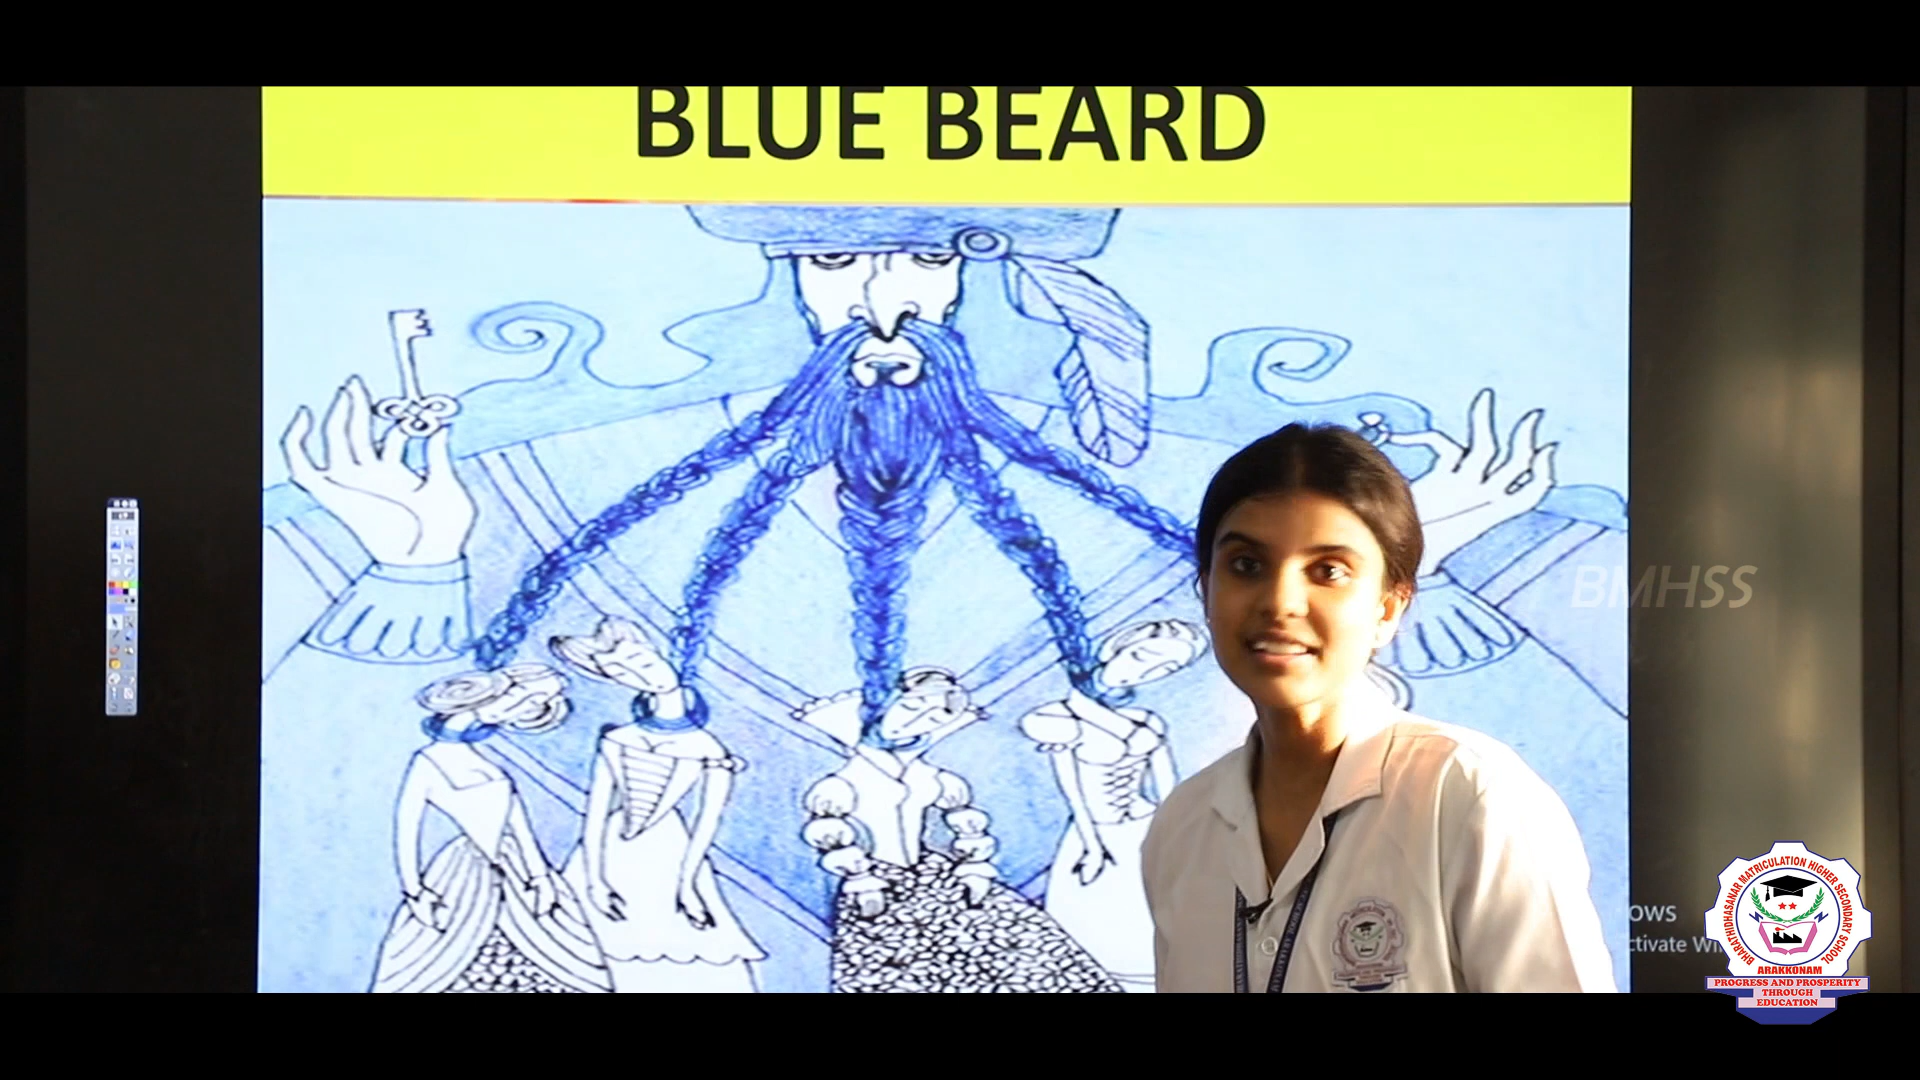 BLUE BEARD
BMHSS
BHARATHIDHASANAR MATRICULATION HIGHER SECONDARY SCHOOL
ARAKKONAM
PROGRESS AND PROSPERITY
THROUGH
EDUCATION